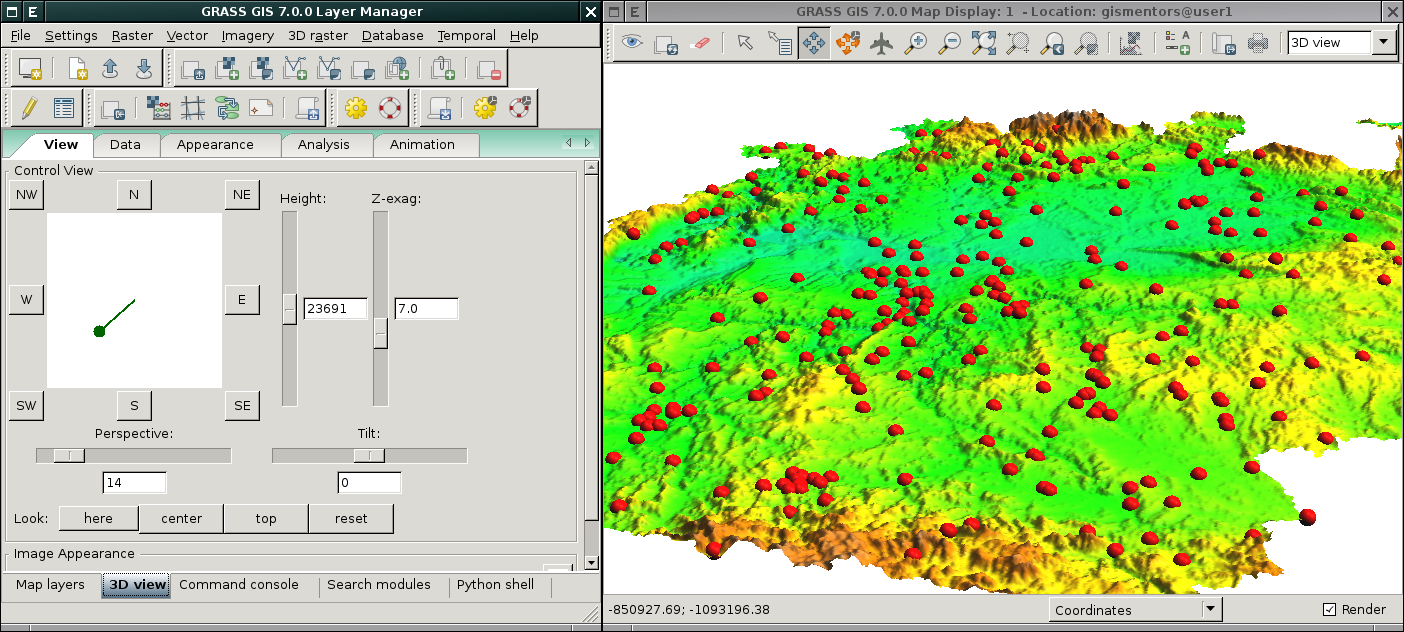 E GRASS GIS 7.0.0 Layer Manager
File Settings Raster Vector Imagery 3D raster Database Temporal Help
View Data Appearance Analysis Animation
Control View
NW N NE
Height: Z-exag:
W E 23691 7.0
SW S SE
Perspective: Tilt:
14 0
Look: here center top reset
Image Appearance
Map layers 3D view Command console Search modules Python shell
E GRASS GIS 7.0.0 Map Display: 1 - Location: gismentors@user1
3D view
-850927.69; -1093196.38 Coordinates Render